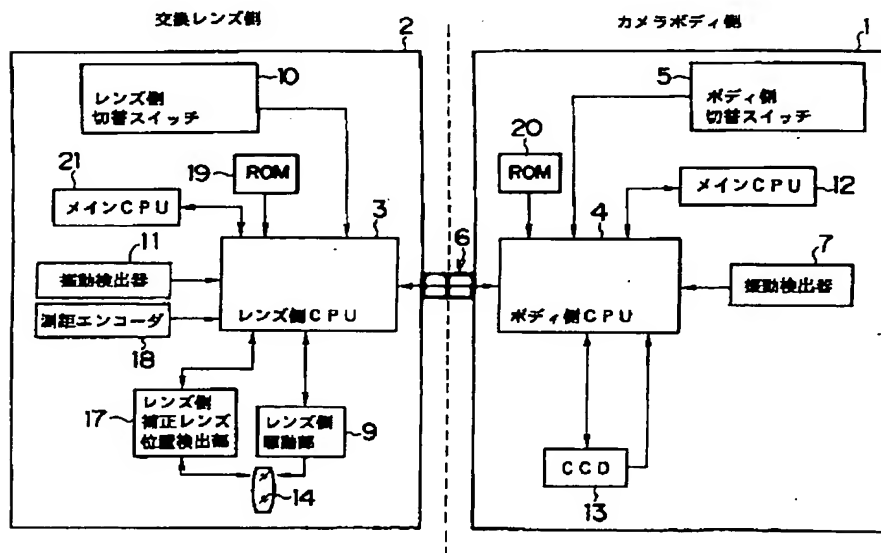 交換レンズ側
カメラボディ側
2
1
10
レンズ側
切替スイッチ
5
ボディ側
切替スイッチ
21
メインCPU
19
ROM
20
ROM
メインCPU
12
11
振動検出器
測距エンコーダ
18
3
レンズ側CPU
6
4
ボディ側CPU
7
振動検出器
17
レンズ側
補正レンズ
位置検出部
レンズ側
駆動部
9
14
CCD
13